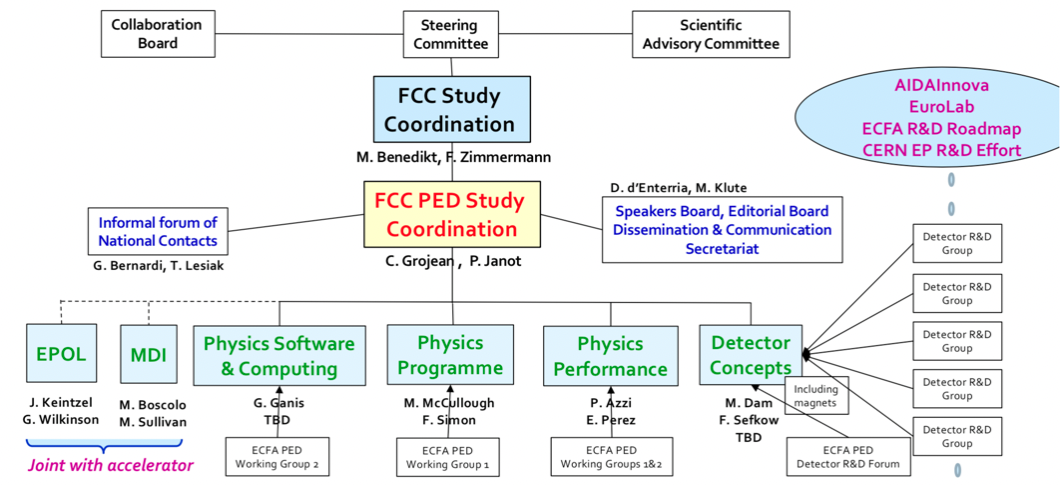 Collaboration
Board
Steering
Committee
Scientific
Advisory Committee
FCC Study
Coordination
M. Benedikt, F. Zimmermann
AIDAInnova
EuroLab
ECFA R&D Roadmap
CERN EP R&D Effort
FCC PED Study
Coordination
C. Grojean , P. Janot
Informal forum of
National Contacts
G. Bernardi, T. Lesiak
D. d'Enterria, M. Klute
Speakers Board, Editorial Board
Dissemination & Communication
Secretariat
Detector R&D
Group
Detector R&D
Group
Detector R&D
Group
Detector R&D
Group
Detector R&D
Group
EPOL
J. Keintzel
G. Wilkinson
MDI
M. Boscolo
M. Sullivan
Joint with accelerator
Physics Software
& Computing
G. Ganis
TBD
ECFA PED
Working Group 2
Physics
Programme
M. McCullough
F. Simon
ECFA PED
Working Group 1
Physics
Performance
P. Azzi
E. Perez
ECFA PED
Working Groups 1&2
Detector
Concepts
Including
magnets
M. Dam
F. Sefkow
TBD
ECFA PED
Detector R&D Forum